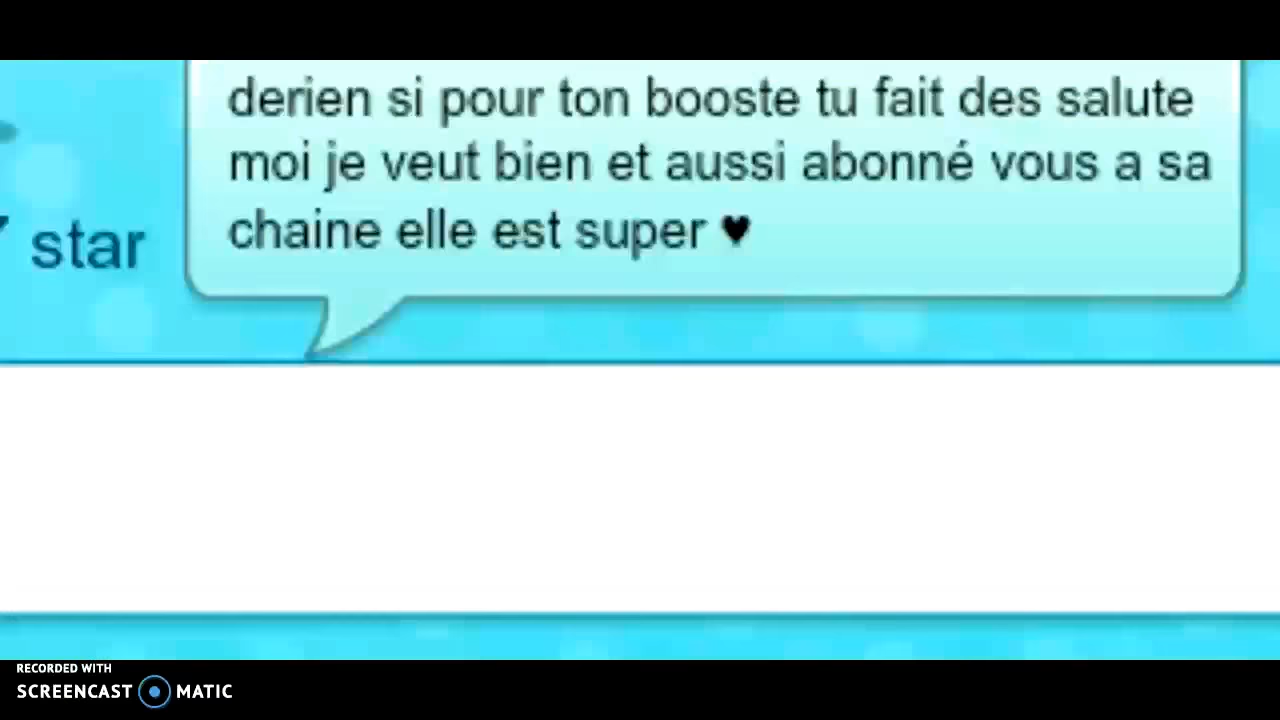 derien si pour ton booste tu fait des salute
moi je veut bien et aussi abonné vous a sa
chaine elle est super ♥
star
RECORDED WITH
SCREENCAST MATIC